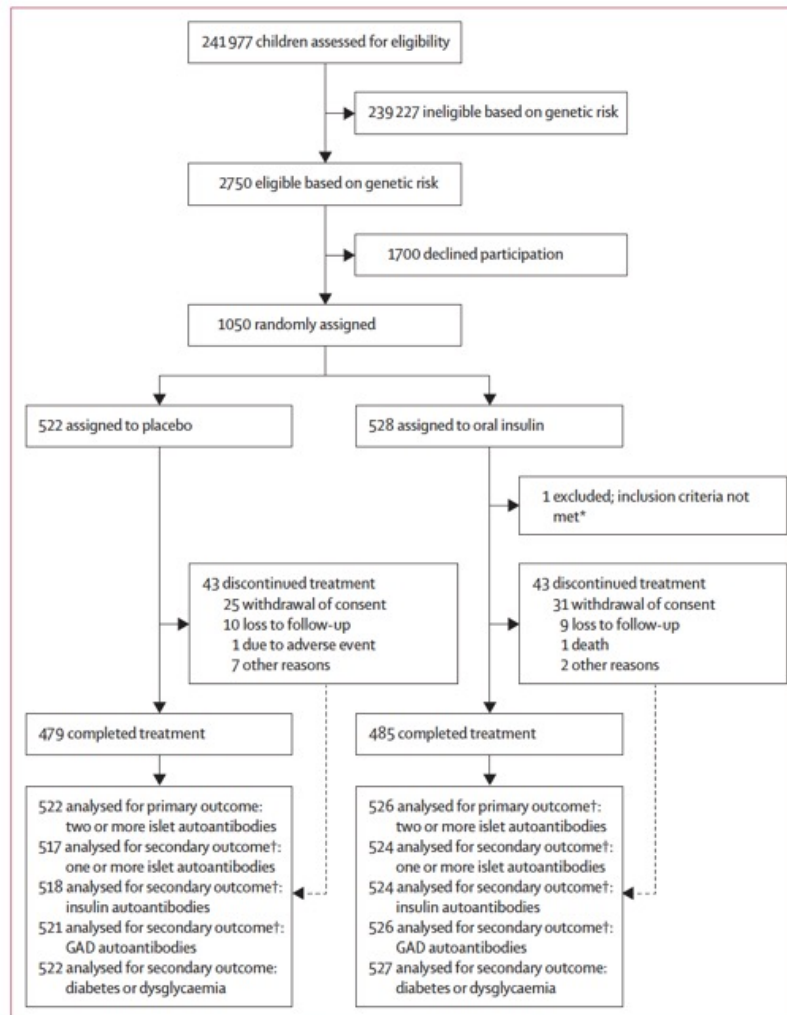 241 977 children assessed for eligibility
239 227 ineligible based on genetic risk
2750 eligible based on genetic risk
1700 declined participation
1050 randomly assigned
522 assigned to placebo
528 assigned to oral insulin
1 excluded; inclusion criteria not
met*
43 discontinued treatment
25 withdrawal of consent
10 loss to follow-up
1 due to adverse event
7 other reasons
43 discontinued treatment
31 withdrawal of consent
9 loss to follow-up
1 death
2 other reasons
479 completed treatment
485 completed treatment
522 analysed for primary outcome:
two or more islet autoantibodies
517 analysed for secondary outcome†:
one or more islet autoantibodies
518 analysed for secondary outcome†:
insulin autoantibodies
521 analysed for secondary outcome†:
GAD autoantibodies
522 analysed for secondary outcome:
diabetes or dysglycaemia
526 analysed for primary outcome†:
two or more islet autoantibodies
524 analysed for secondary outcome†:
one or more islet autoantibodies
524 analysed for secondary outcome†:
insulin autoantibodies
526 analysed for secondary outcome†:
GAD autoantibodies
527 analysed for secondary outcome:
diabetes or dysglycaemia